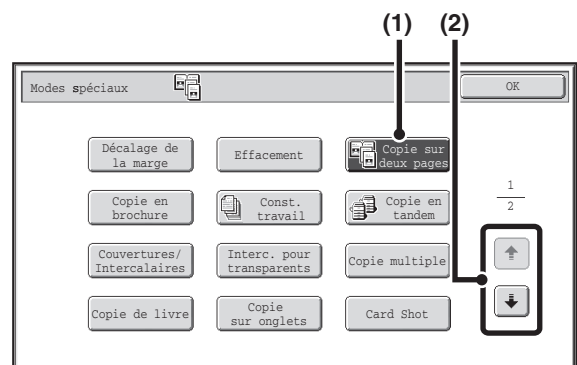 (1) (2)
Modes spéciaux OK
Décalage de
la marge
Effacement
Copie sur
deux pages
Copie en
brochure
Const.
travail
Copie en
tandem
1
2
Couvertures/
Intercalaires
Interc. pour
transparents
Copie multiple
Copie de livre
Copie
sur onglets
Card Shot